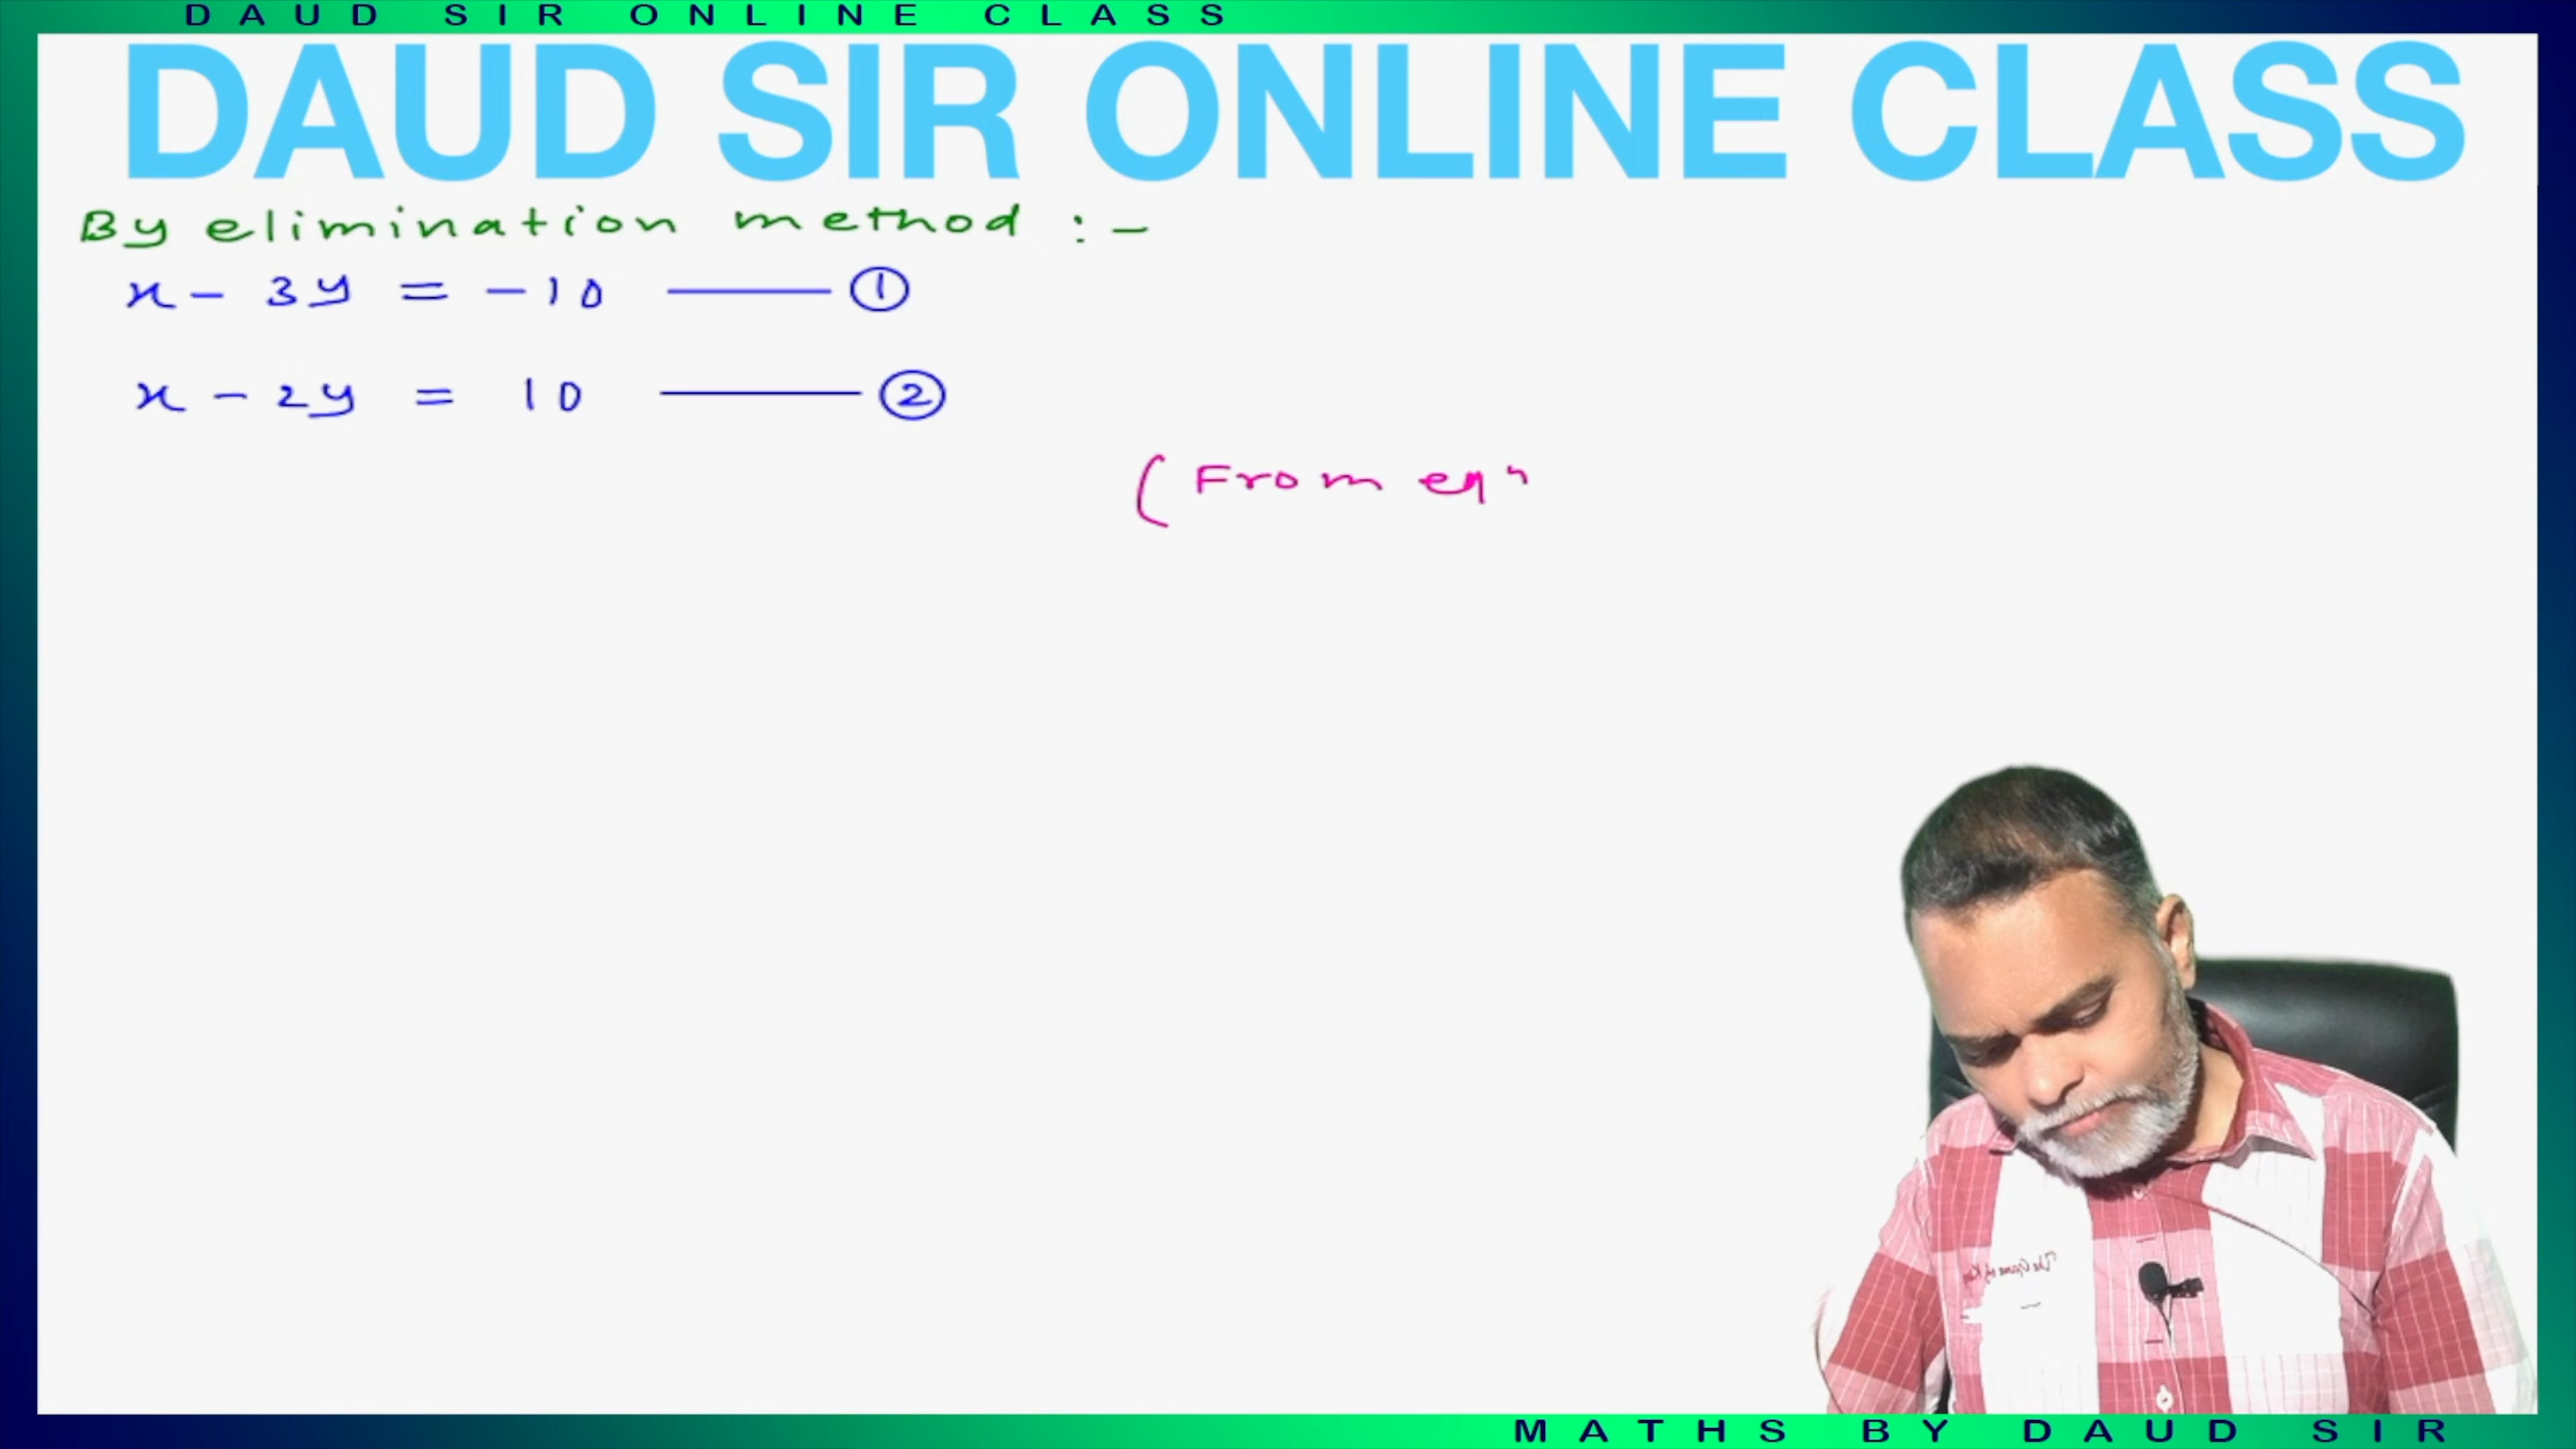 DAUD SIR ONLINE CLASS
DAUD SIR ONLINE CLASS
By elimination method :-
x - 3y = -10 —— ①
x - 2y = 10 —— ②
( From eqn
MATHS BY DAUD SIR